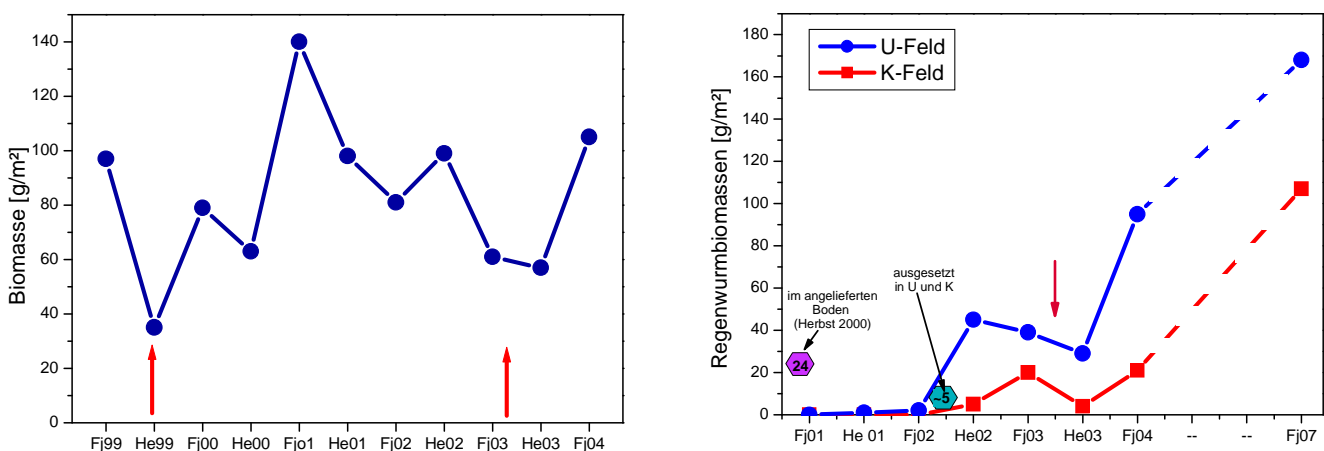 140
120
100
80
60
40
20
0
Biomasse [g/m²]
Fj99 He99 Fj00 He00 Fjo1 He01 Fj02 He02 Fj03 He03 Fj04
180
160
140
120
100
80
60
40
20
0
Regenwurmbiomassen [g/m²]
U-Feld
K-Feld
ausgesetzt
in U und K
im angelieferten
Boden
(Herbst 2000)
24
~5
Fj01 He 01 Fj02 He02 Fj03 He03 Fj04 -- -- Fj07